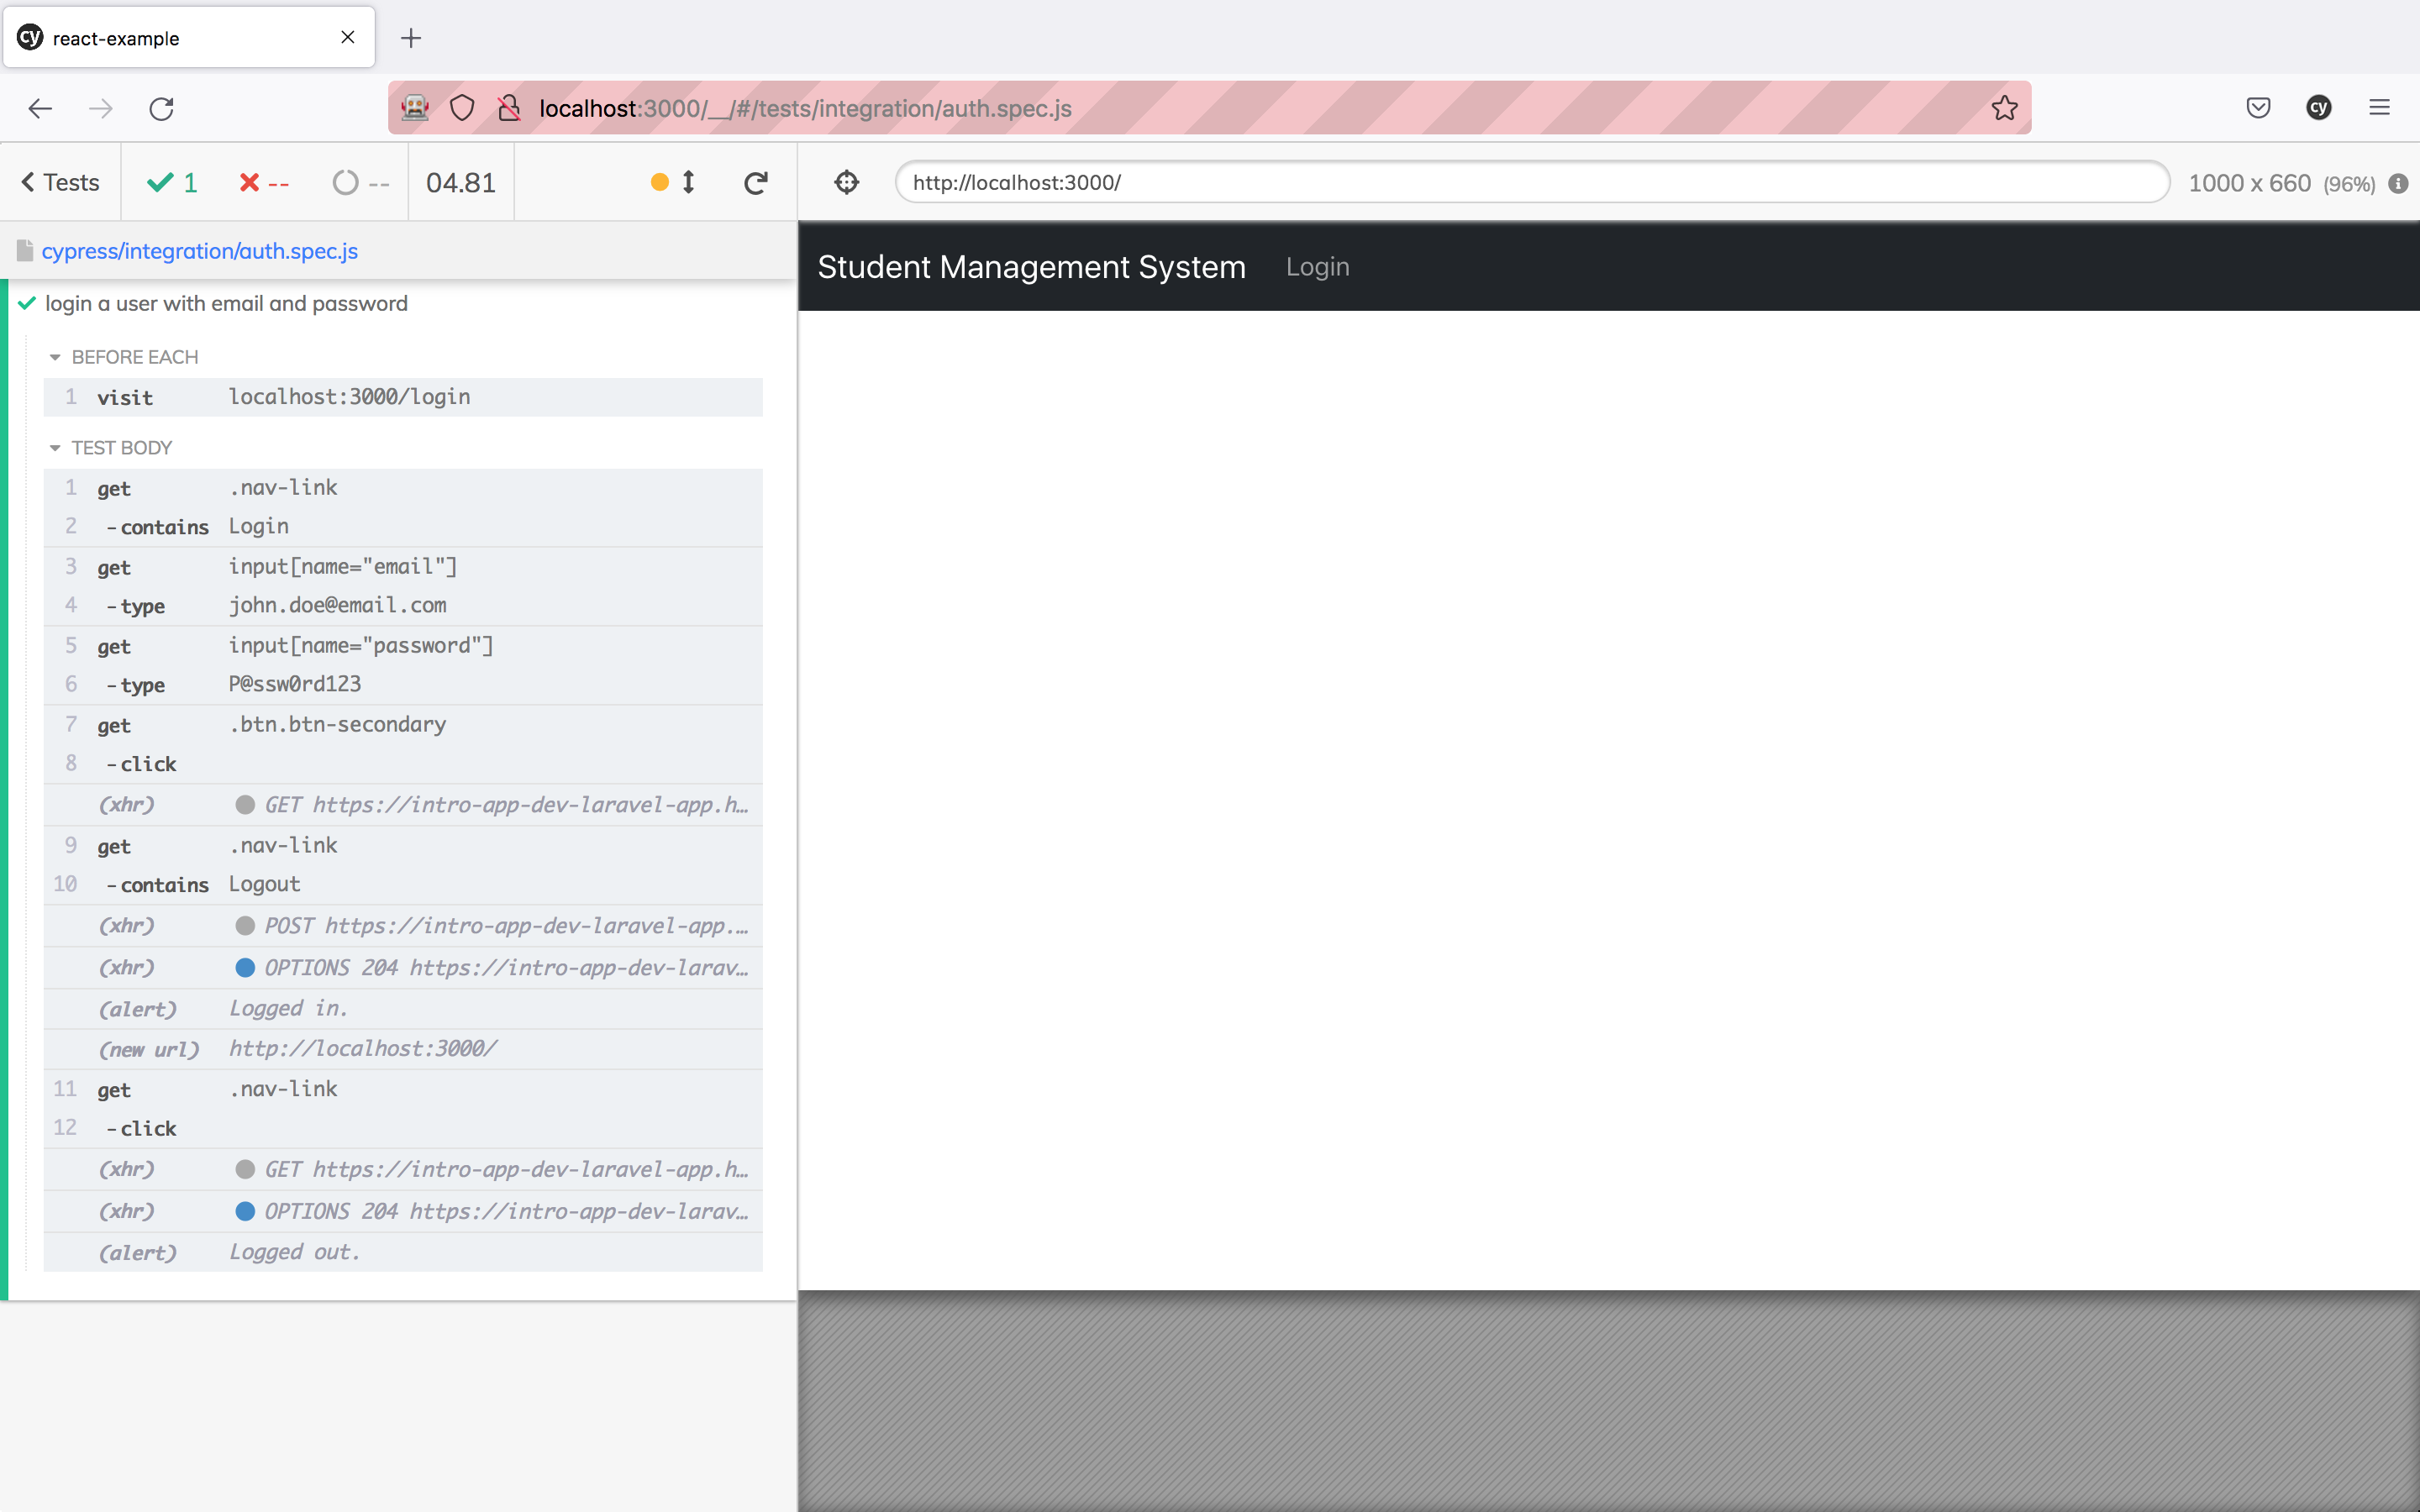 cy react-example
localhost:3000/__/#/tests/integration/auth.spec.js
cy
Tests 1 -- -- 04.81
http://localhost:3000/ 1000 x 660 (96%)
cypress/integration/auth.spec.js
Student Management System Login
login a user with email and password
BEFORE EACH
1 visit localhost:3000/login
TEST BODY
1 get .nav-link
2 -contains Login
3 get input[name="email"]
4 -type john.doe@email.com
5 get input[name="password"]
6 -type P@ssw0rd123
7 get .btn.btn-secondary
8 -click
(xhr) GET https://intro-app-dev-laravel-app.h…
9 get .nav-link
10 -contains Logout
(xhr) POST https://intro-app-dev-laravel-app.…
(xhr) OPTIONS 204 https://intro-app-dev-larav…
(alert) Logged in.
(new url) http://localhost:3000/
11 get .nav-link
12 -click
(xhr) GET https://intro-app-dev-laravel-app.h…
(xhr) OPTIONS 204 https://intro-app-dev-larav…
(alert) Logged out.